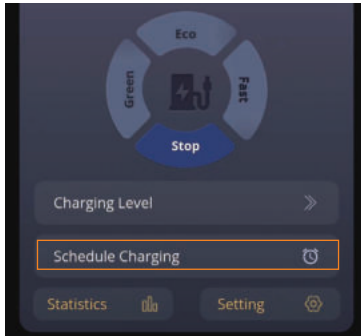 Eco
Green
Fast
Stop
Charging Level
Schedule Charging
Statistics
Setting